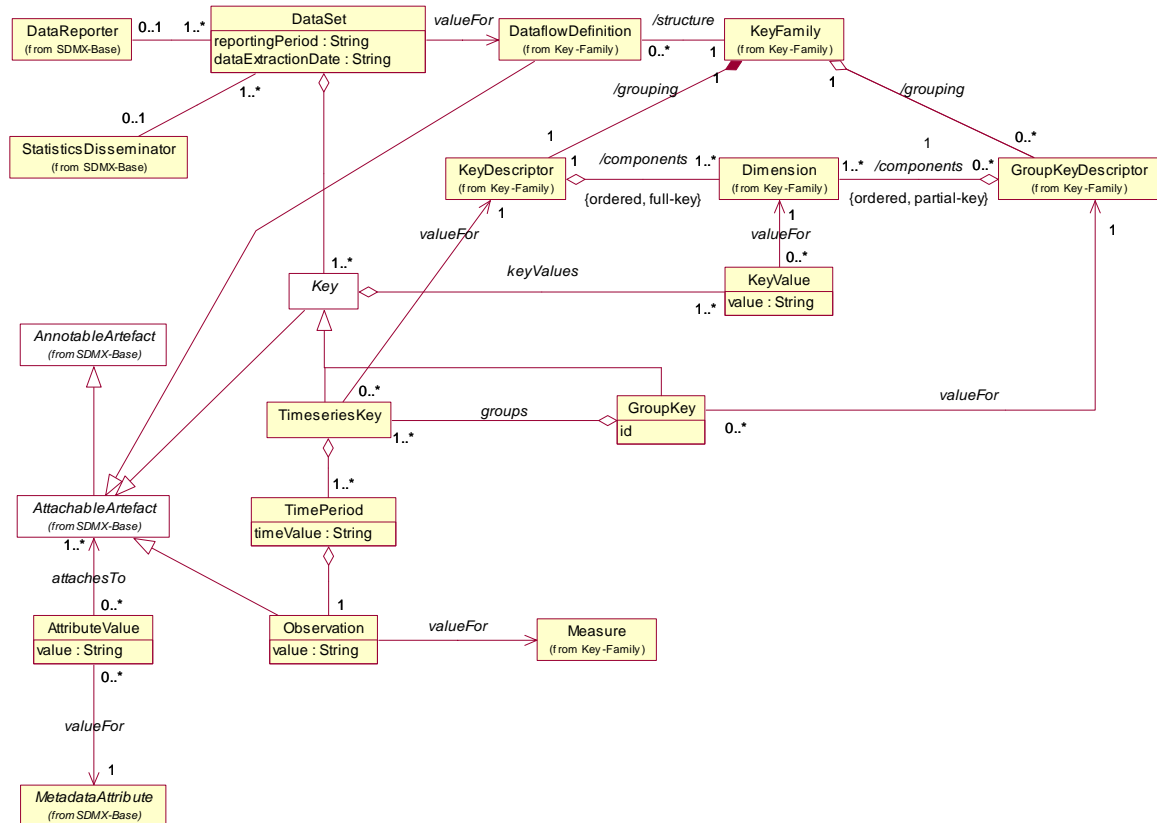 DataSet
reportingPeriod : String
dataExtractionDate : String
DataReporter
(from SDMX-Base)
0..1
1..*
valueFor
DataflowDefinition
(from Key-Family)
/structure
0..*
1
KeyFamily
(from Key-Family)
1..*
0..1
StatisticsDisseminator
(from SDMX-Base)
1
/grouping
1
1
/grouping
0..*
KeyDescriptor
(from Key-Family)
1
/components
1..*
{ordered, full-key}
Dimension
(from Key-Family)
1
1..*
/components
0..*
{ordered, partial-key}
GroupKeyDescriptor
(from Key-Family)
1
valueFor
1
valueFor
0..*
1
1..*
Key
keyValues
1..*
KeyValue
value : String
AnnotableArtefact
(from SDMX-Base)
0..*
TimeseriesKey
1..*
groups
GroupKey
id
0..*
valueFor
1..*
TimePeriod
timeValue : String
AttachableArtefact
(from SDMX-Base)
1..*
attachesTo
0..*
1
AttributeValue
value : String
Observation
value : String
valueFor
Measure
(from Key-Family)
0..*
valueFor
1
MetadataAttribute
(from SDMX-Base)